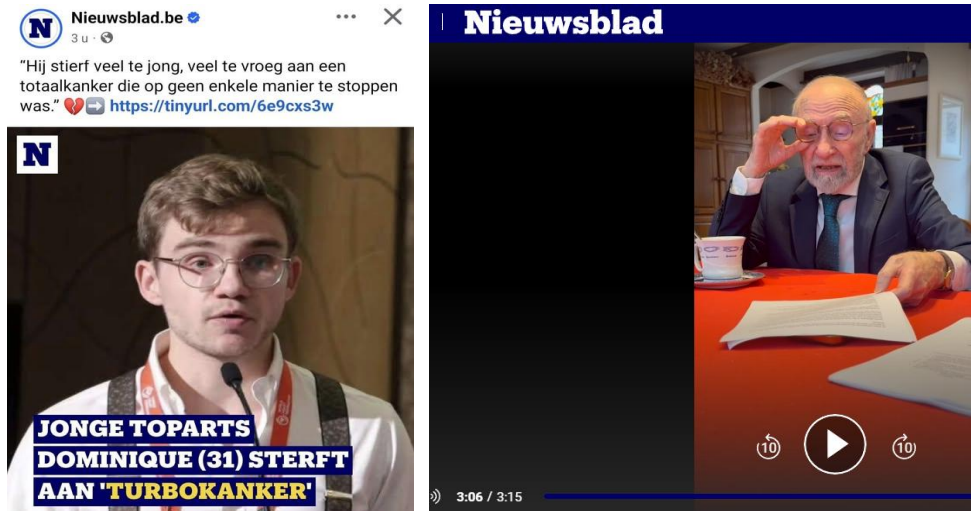 Nieuwsblad.be
3 u
“Hij stierf veel te jong, veel te vroeg aan een
totaalkanker die op geen enkele manier te stoppen
was.” 💔➡️ https://tinyurl.com/6e9cxs3w
N
N
JONGE TOPARTS
DOMINIQUE (31) STERFT
AAN 'TURBOKANKER'
Nieuwsblad
10
10
3:06 / 3:15